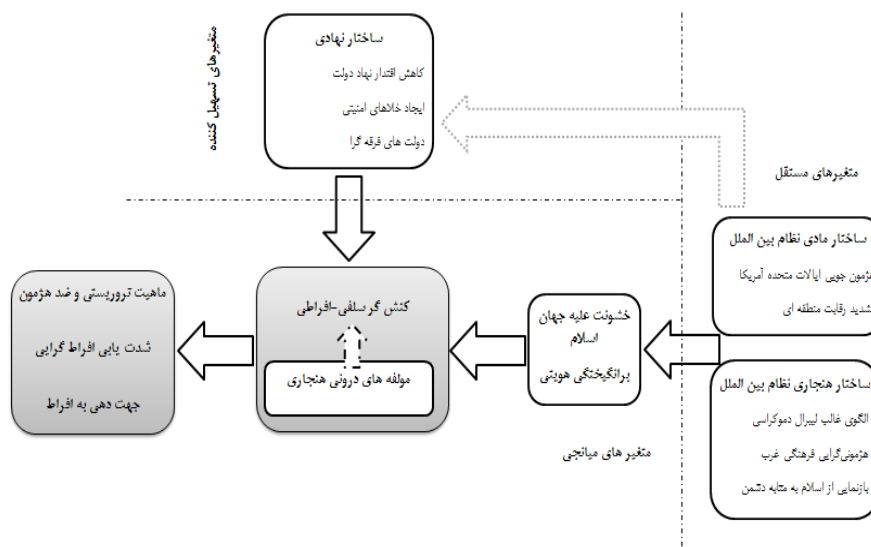 متغیرهای تسهیل کننده
ساختار نهادی
کاهش اقتدار نهاد دولت
ایجاد خلاهای امنیتی
دولت های فرقه گرا
متغیرهای مستقل
ساختار مادی نظام بین الملل
هژمون جویی ایالات متحده آمریکا
شدید رقابت منطقه ای
ساختار هنجاری نظام بین الملل
الگوی غالب لیبرال دموکراسی
هژمونی‌گرایی فرهنگی غرب
بازنمایی از اسلام به مثابه دشمن
خشونت علیه جهان
اسلام
برانگیختگی هویتی
متغیر های میانجی
کنش گر سلفی-افراطی
مولفه های درونی هنجاری
ماهیت تروریستی و ضد هژمون
شدت یابی افراط گرایی
جهت دهی به افراط